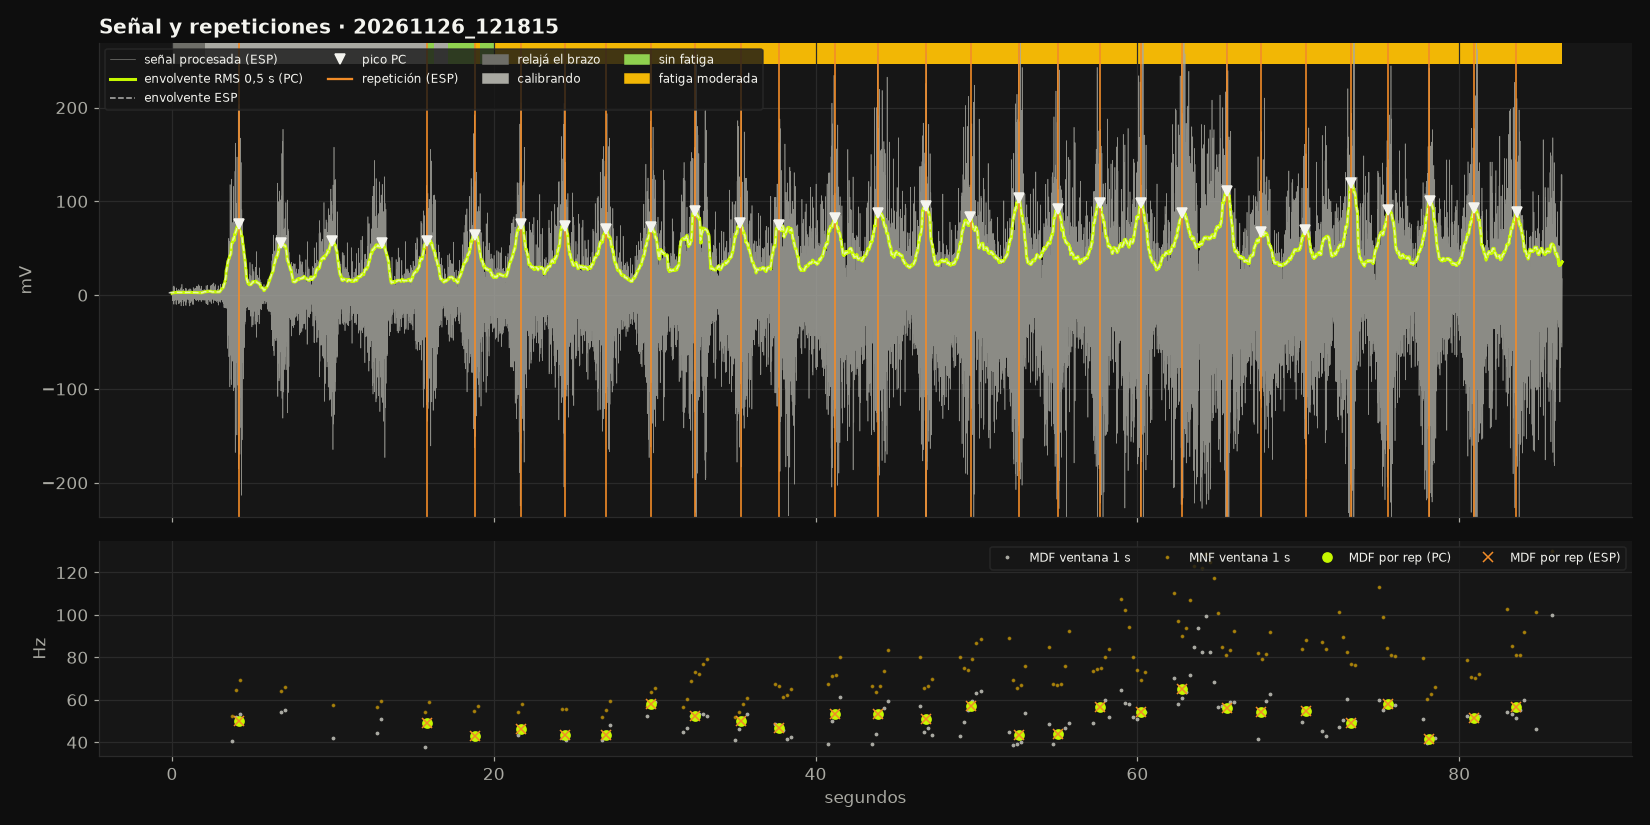 Señal y repeticiones · 20261126_121815
señal procesada (ESP)
envolvente RMS 0,5 s (PC)
envolvente ESP
pico PC
repetición (ESP)
relajá el brazo
calibrando
sin fatiga
fatiga moderada
200
100
0
−100
−200
mV
MDF ventana 1 s
MNF ventana 1 s
MDF por rep (PC)
MDF por rep (ESP)
120
100
80
60
40
Hz
0
20
40
60
80
segundos